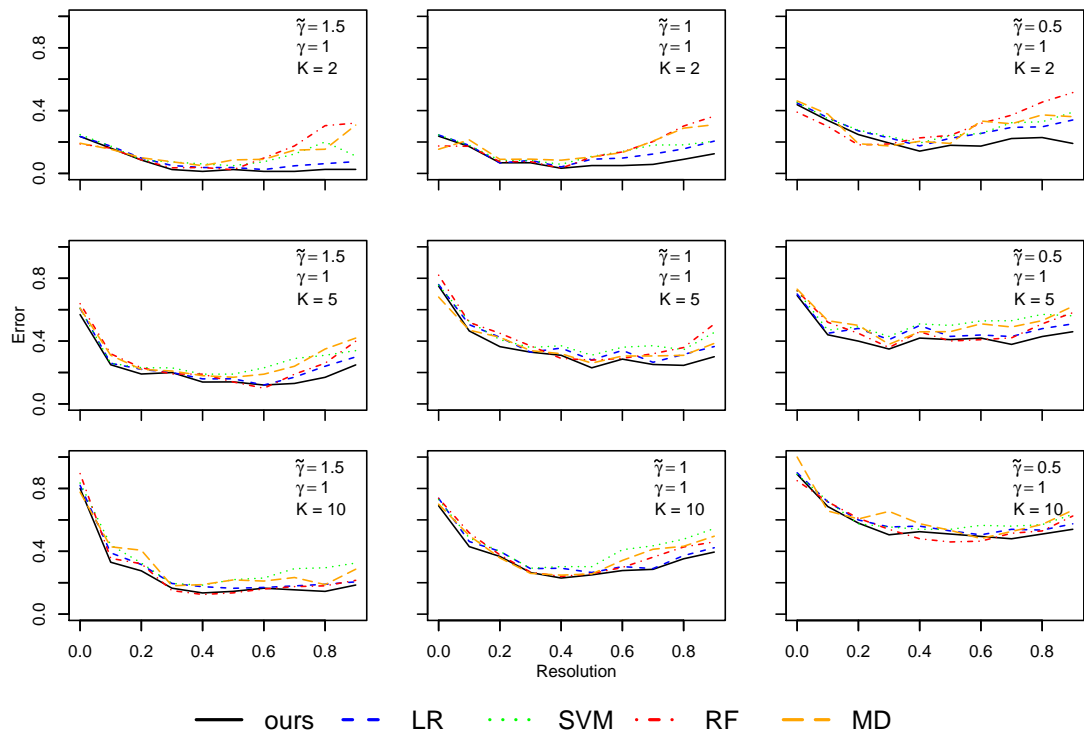 γ̃ = 1.5
γ = 1
K = 2
γ̃ = 1
γ = 1
K = 2
γ̃ = 0.5
γ = 1
K = 2
0.0 0.4 0.8
γ̃ = 1.5
γ = 1
K = 5
γ̃ = 1
γ = 1
K = 5
γ̃ = 0.5
γ = 1
K = 5
0.0 0.4 0.8
Error
γ̃ = 1.5
γ = 1
K = 10
γ̃ = 1
γ = 1
K = 10
γ̃ = 0.5
γ = 1
K = 10
0.0 0.4 0.8
0.0 0.2 0.4 0.6 0.8
0.0 0.2 0.4 0.6 0.8
0.0 0.2 0.4 0.6 0.8
Resolution
ours LR SVM RF MD